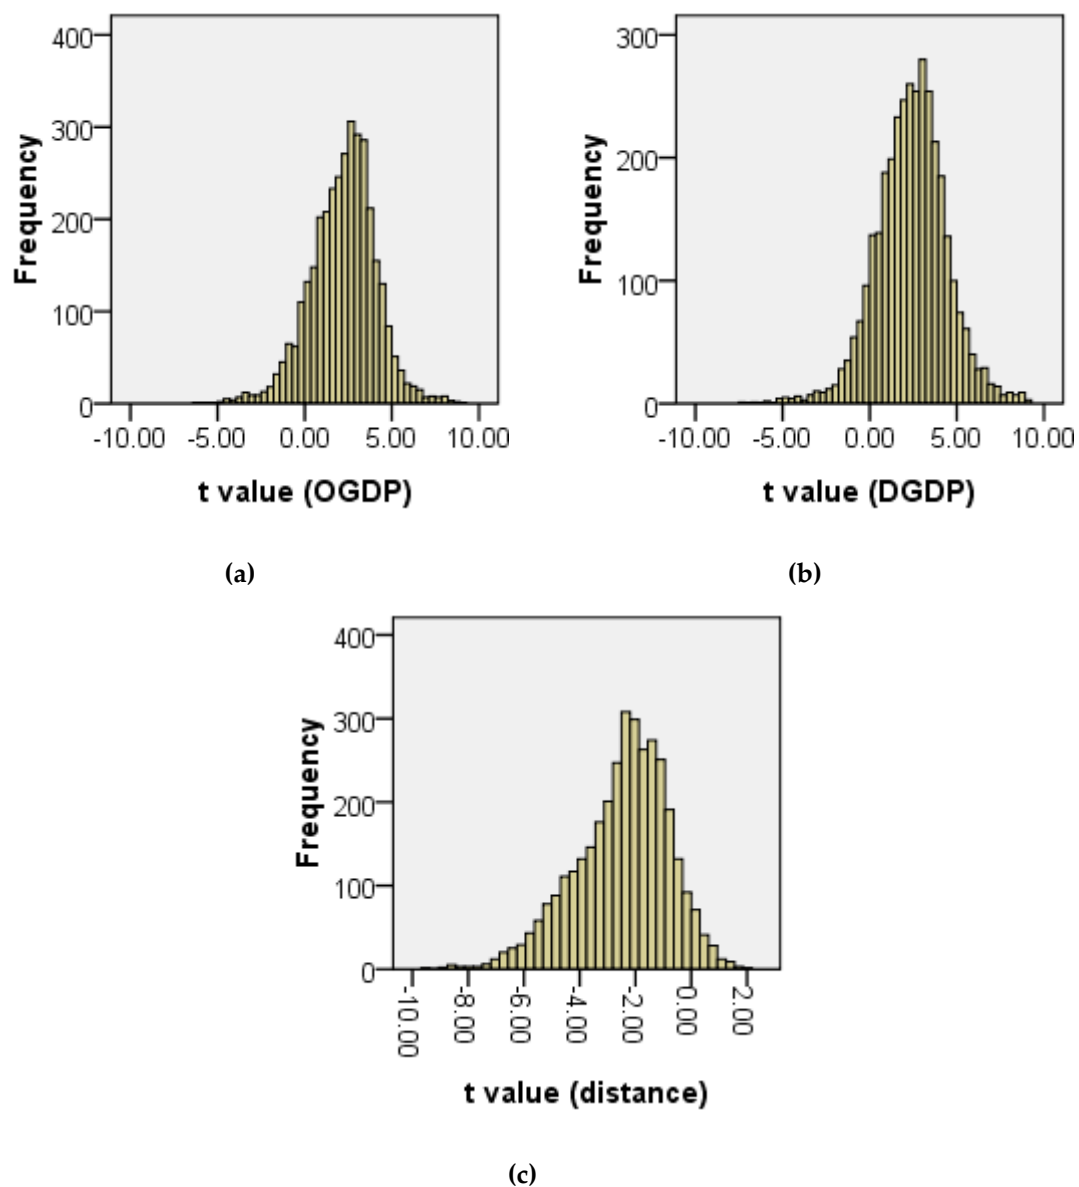 400
300
200
100
0
Frequency
-10.00 -5.00 0.00 5.00 10.00
t value (OGDP)
(a)
300
200
100
0
Frequency
-10.00 -5.00 0.00 5.00 10.00
t value (DGDP)
(b)
400
300
200
100
0
Frequency
-10.00 -8.00 -6.00 -4.00 -2.00 0.00 2.00
t value (distance)
(c)